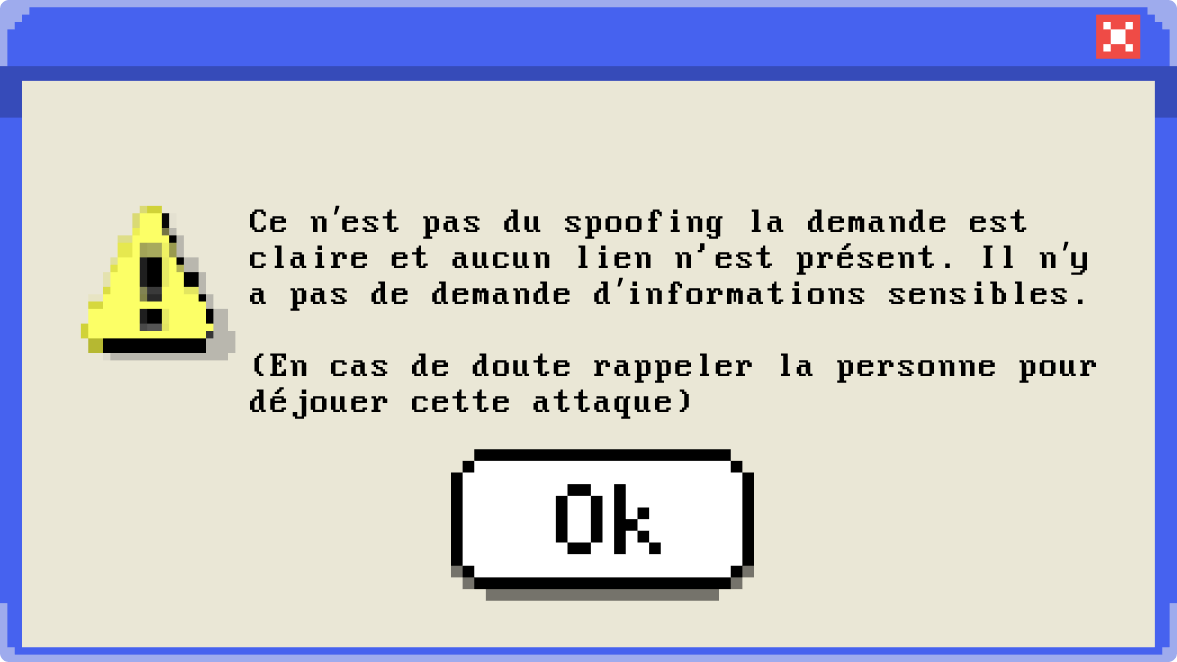 Ce n'est pas du spoofing la demande est
claire et aucun lien n'est présent. Il n'y
a pas de demande d'informations sensibles.
(En cas de doute rappeler la personne pour
déjouer cette attaque)
Ok